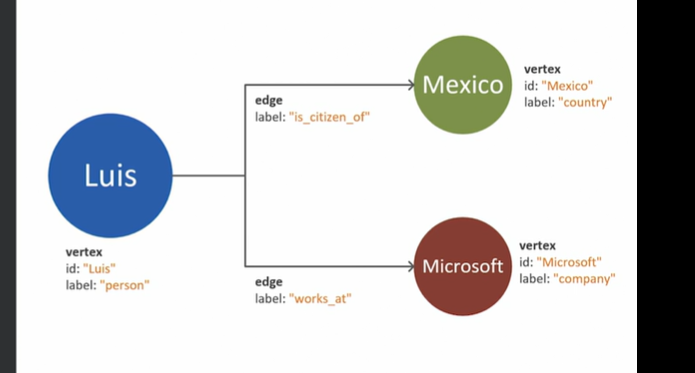 Luis
vertex
id: "Luis"
label: "person"
edge
label: "is_citizen_of"
Mexico
vertex
id: "Mexico"
label: "country"
edge
label: "works_at"
Microsoft
vertex
id: "Microsoft"
label: "company"